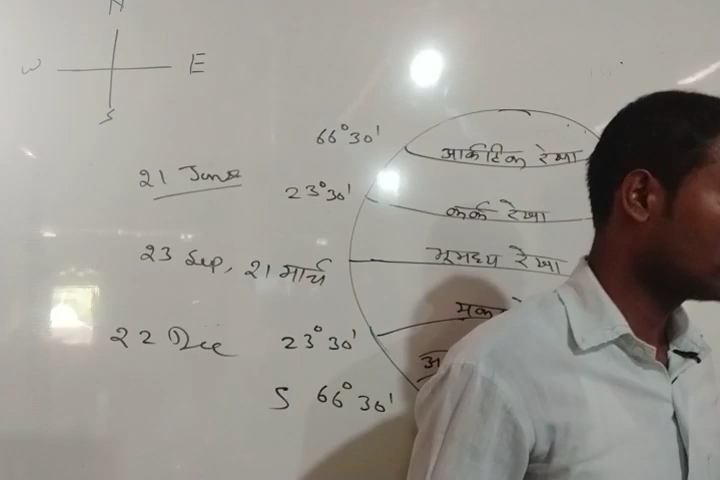 N
W E
S
66°30'
आर्कटिक रेखा
21 June
23°30'
कर्क रेखा
23 Sep, 21 मार्च
भूमध्य रेखा
22 Dec
23°30'
S 66°30'